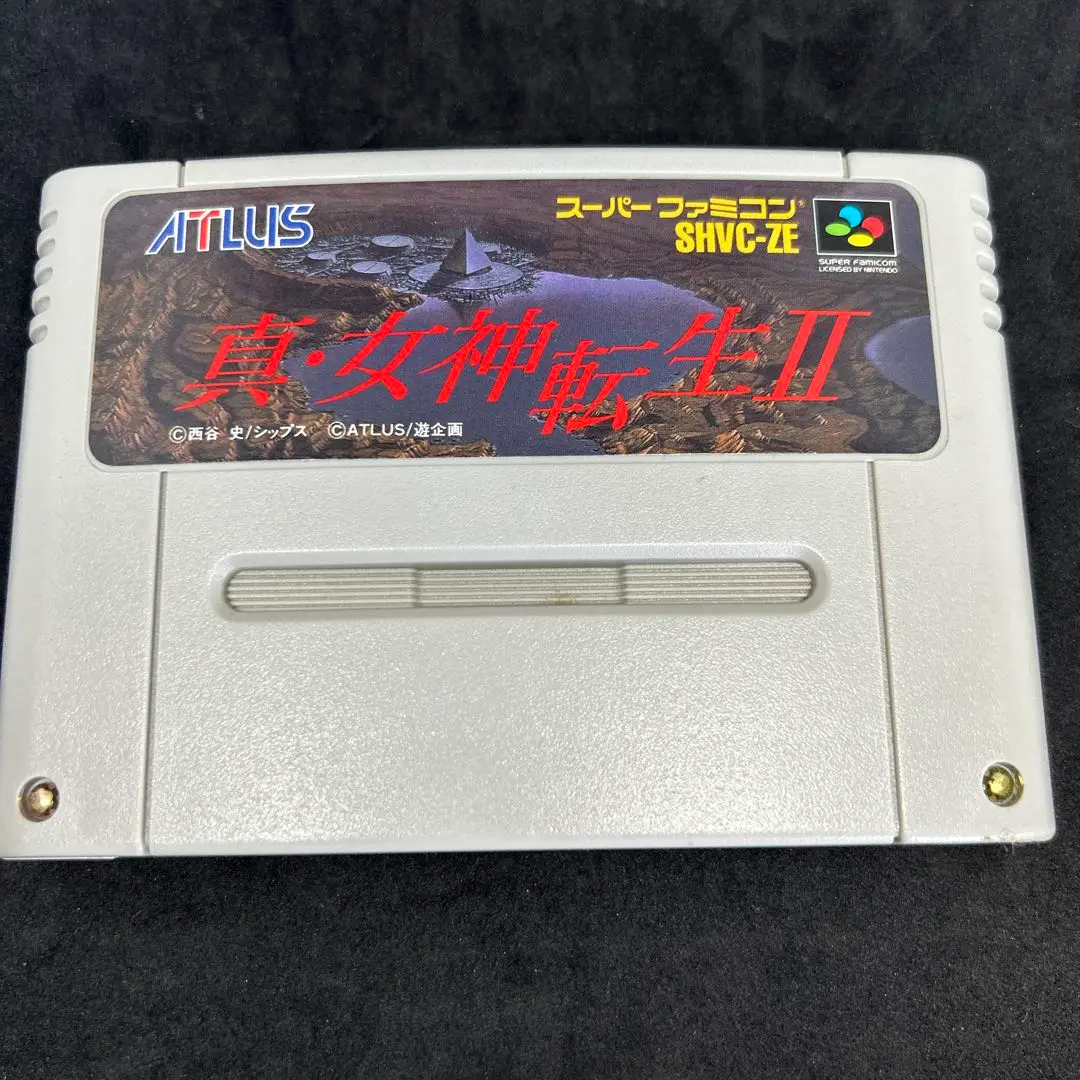 ATLUS
スーパーファミコン®
SHVC-ZE
SUPER FAMICOM
LICENSED BY NINTENDO
真・女神転生II
©西谷 史/シップス ©ATLUS/遊企画